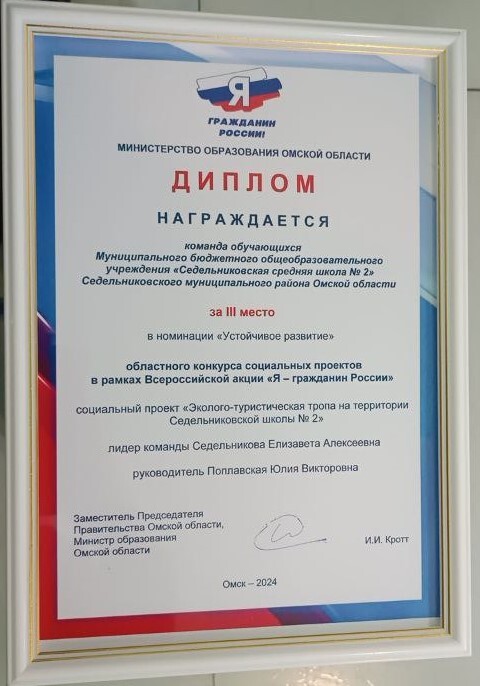 Я
ГРАЖДАНИН
РОССИИ!
МИНИСТЕРСТВО ОБРАЗОВАНИЯ ОМСКОЙ ОБЛАСТИ
ДИПЛОМ
НАГРАЖДАЕТСЯ
команда обучающихся
Муниципального бюджетного общеобразовательного
учреждения «Седельниковская средняя школа № 2»
Седельниковского муниципального района Омской области
за III место
в номинации «Устойчивое развитие»
областного конкурса социальных проектов
в рамках Всероссийской акции «Я – гражданин России»
социальный проект «Эколого-туристическая тропа на территории
Седельниковской школы № 2»
лидер команды Седельникова Елизавета Алексеевна
руководитель Поплавская Юлия Викторовна
Заместитель Председателя
Правительства Омской области,
Министр образования
Омской области
И.И. Кротт
Омск – 2024